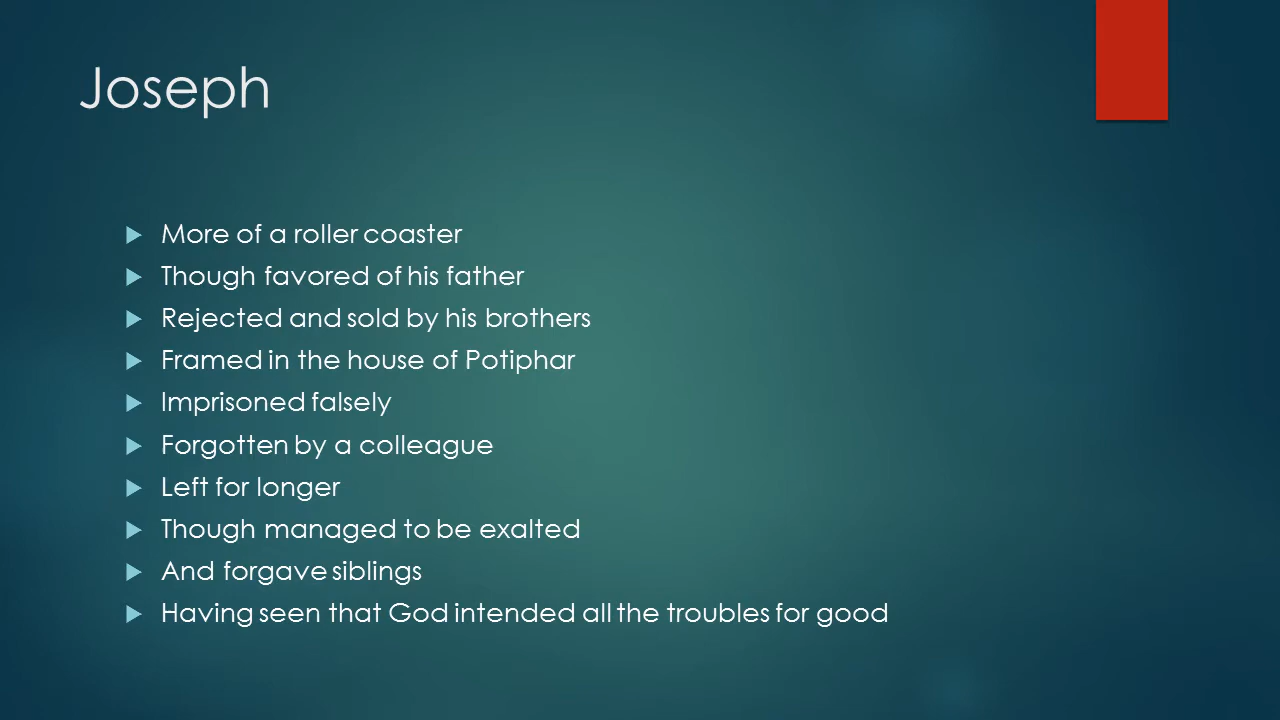 Joseph
More of a roller coaster
Though favored of his father
Rejected and sold by his brothers
Framed in the house of Potiphar
Imprisoned falsely
Forgotten by a colleague
Left for longer
Though managed to be exalted
And forgave siblings
Having seen that God intended all the troubles for good